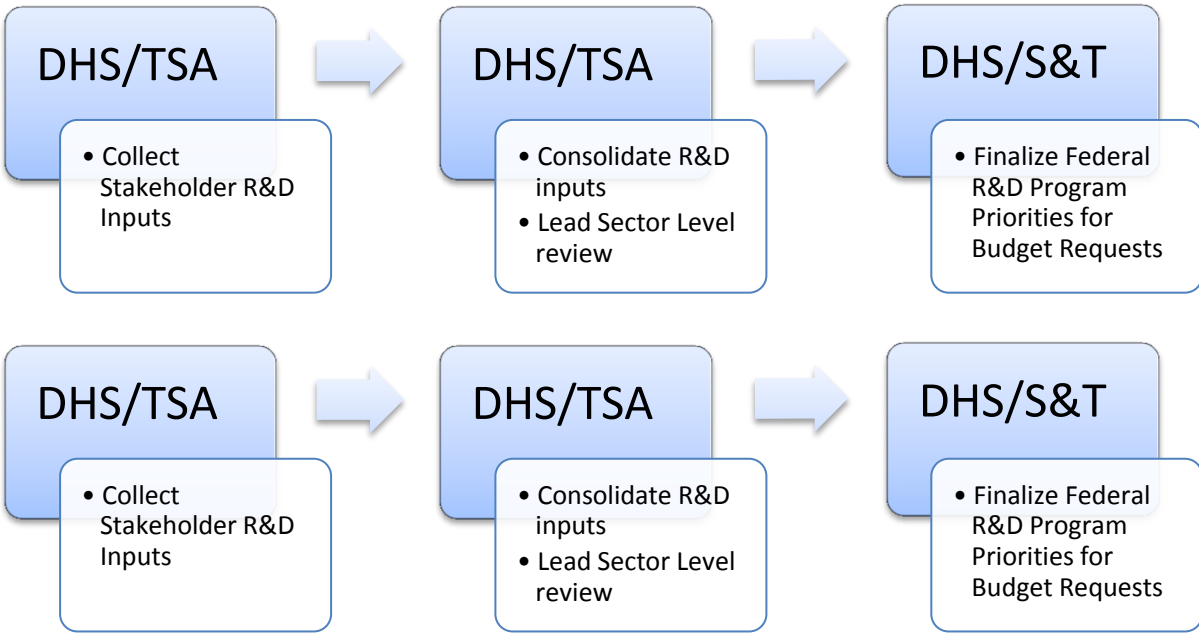 DHS/TSA
• Collect
Stakeholder R&D
Inputs
DHS/TSA
• Consolidate R&D
inputs
• Lead Sector Level
review
DHS/S&T
• Finalize Federal
R&D Program
Priorities for
Budget Requests
DHS/TSA
• Collect
Stakeholder R&D
Inputs
DHS/TSA
• Consolidate R&D
inputs
• Lead Sector Level
review
DHS/S&T
• Finalize Federal
R&D Program
Priorities for
Budget Requests